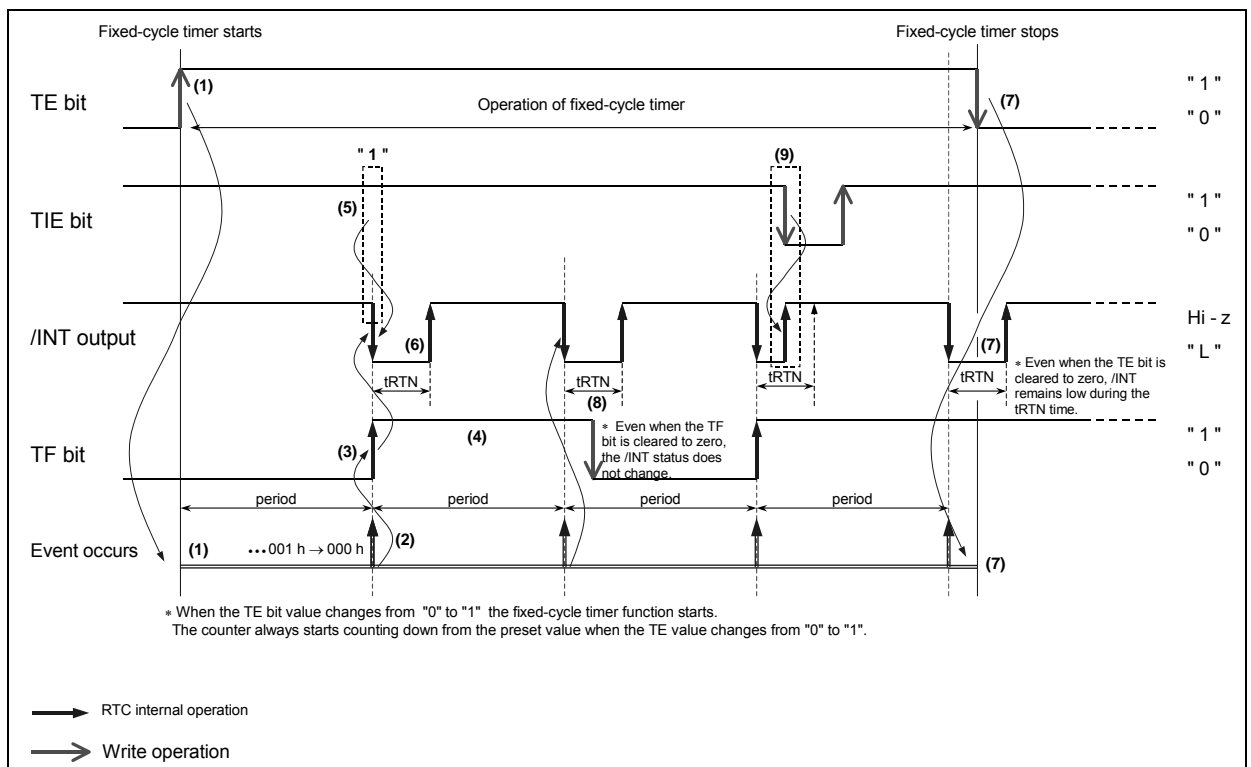 Fixed-cycle timer starts
Fixed-cycle timer stops
TE bit
(1)
Operation of fixed-cycle timer
(7)
" 1 "
" 0 "
" 1 "
(9)
TIE bit
(5)
" 1 "
" 0 "
/INT output
(6)
(7)
Hi - z
" L "
tRTN
tRTN
tRTN
tRTN
* Even when the TE bit is
cleared to zero, /INT
remains low during the
tRTN time.
(8)
TF bit
(3)
(4)
* Even when the TF
bit is cleared to zero,
the /INT status does
not change.
" 1 "
" 0 "
period
period
period
period
Event occurs
(1)
•••001 h → 000 h
(2)
(7)
* When the TE bit value changes from "0" to "1" the fixed-cycle timer function starts.
The counter always starts counting down from the preset value when the TE value changes from "0" to "1".
RTC internal operation
Write operation